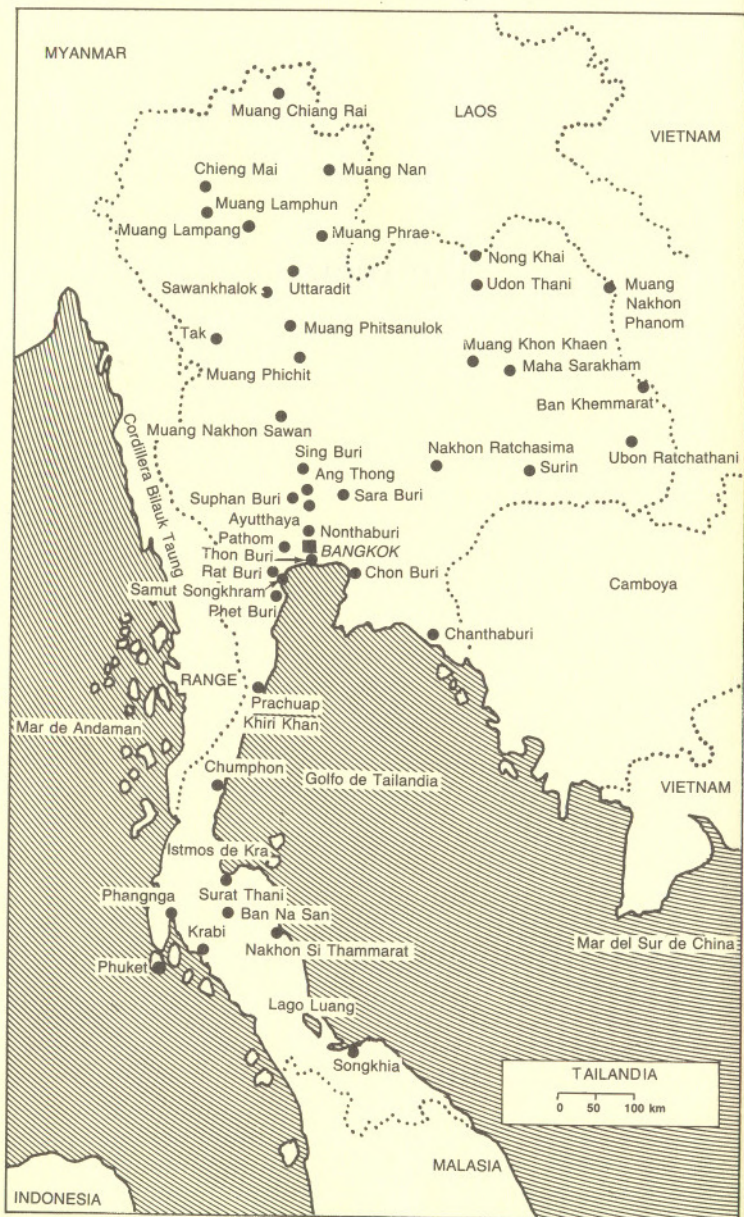 MYANMAR
Muang Chiang Rai
LAOS
VIETNAM
Chieng Mai
Muang Nan
Muang Lamphun
Muang Lampang
Muang Phrae
Nong Khai
Sawankhalok
Uttaradit
Udon Thani
Muang
Nakhon
Phanom
Tak
Muang Phitsanulok
Muang Khon Khaen
Muang Phichit
Maha Sarakham
Ban Khemmarat
Muang Nakhon Sawan
Cordillera Bilauk Taung
Sing Buri
Nakhon Ratchasima
Ubon Ratchathani
Ang Thong
Surin
Suphan Buri
Sara Buri
Ayutthaya
Pathom
Nonthaburi
Thon Buri
BANGKOK
Rat Buri
Chon Buri
Samut Songkhram
Camboya
Phet Buri
Chanthaburi
RANGE
Prachuap
Khiri Khan
Mar de Andaman
Chumphon
Golfo de Tailandia
VIETNAM
Istmos de Kra
Phangnga
Surat Thani
Ban Na San
Krabi
Nakhon Si Thammarat
Mar del Sur de China
Phuket
Lago Luang
Songkhia
TAILANDIA
0 50 100 km
MALASIA
INDONESIA